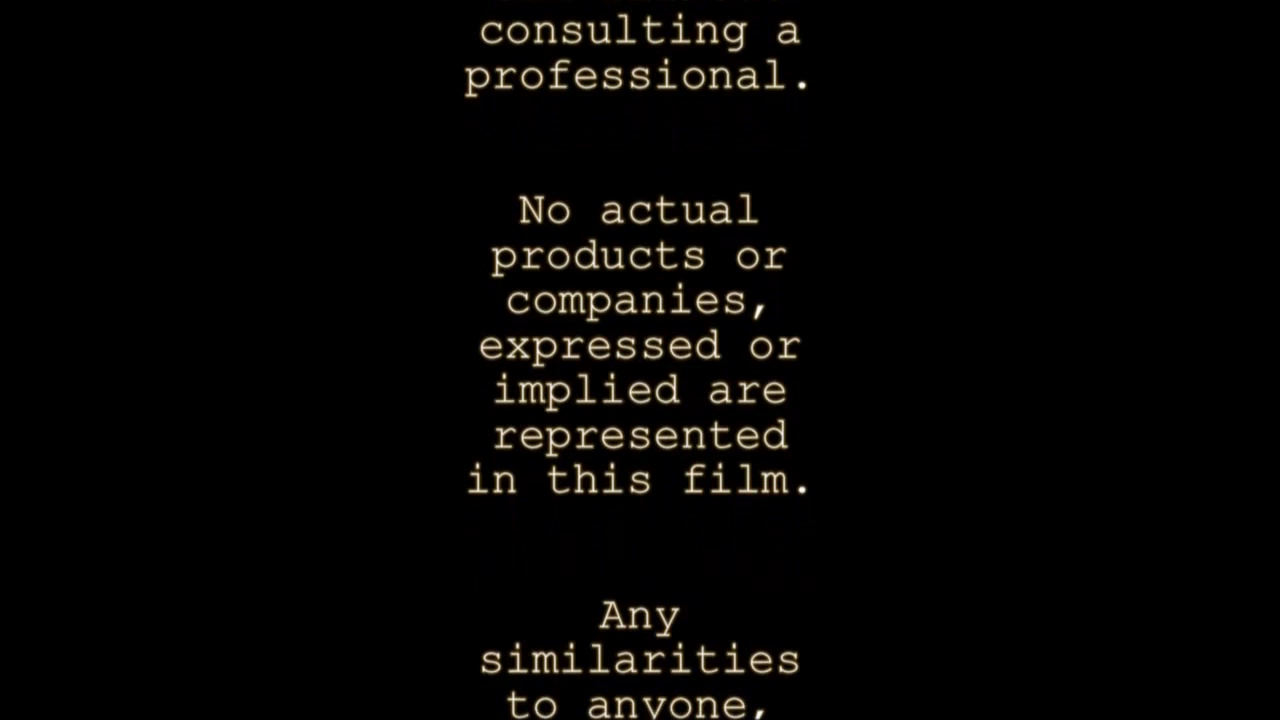 consulting a
professional.
No actual
products or
companies,
expressed or
implied are
represented
in this film.
Any
similarities
to anyone,